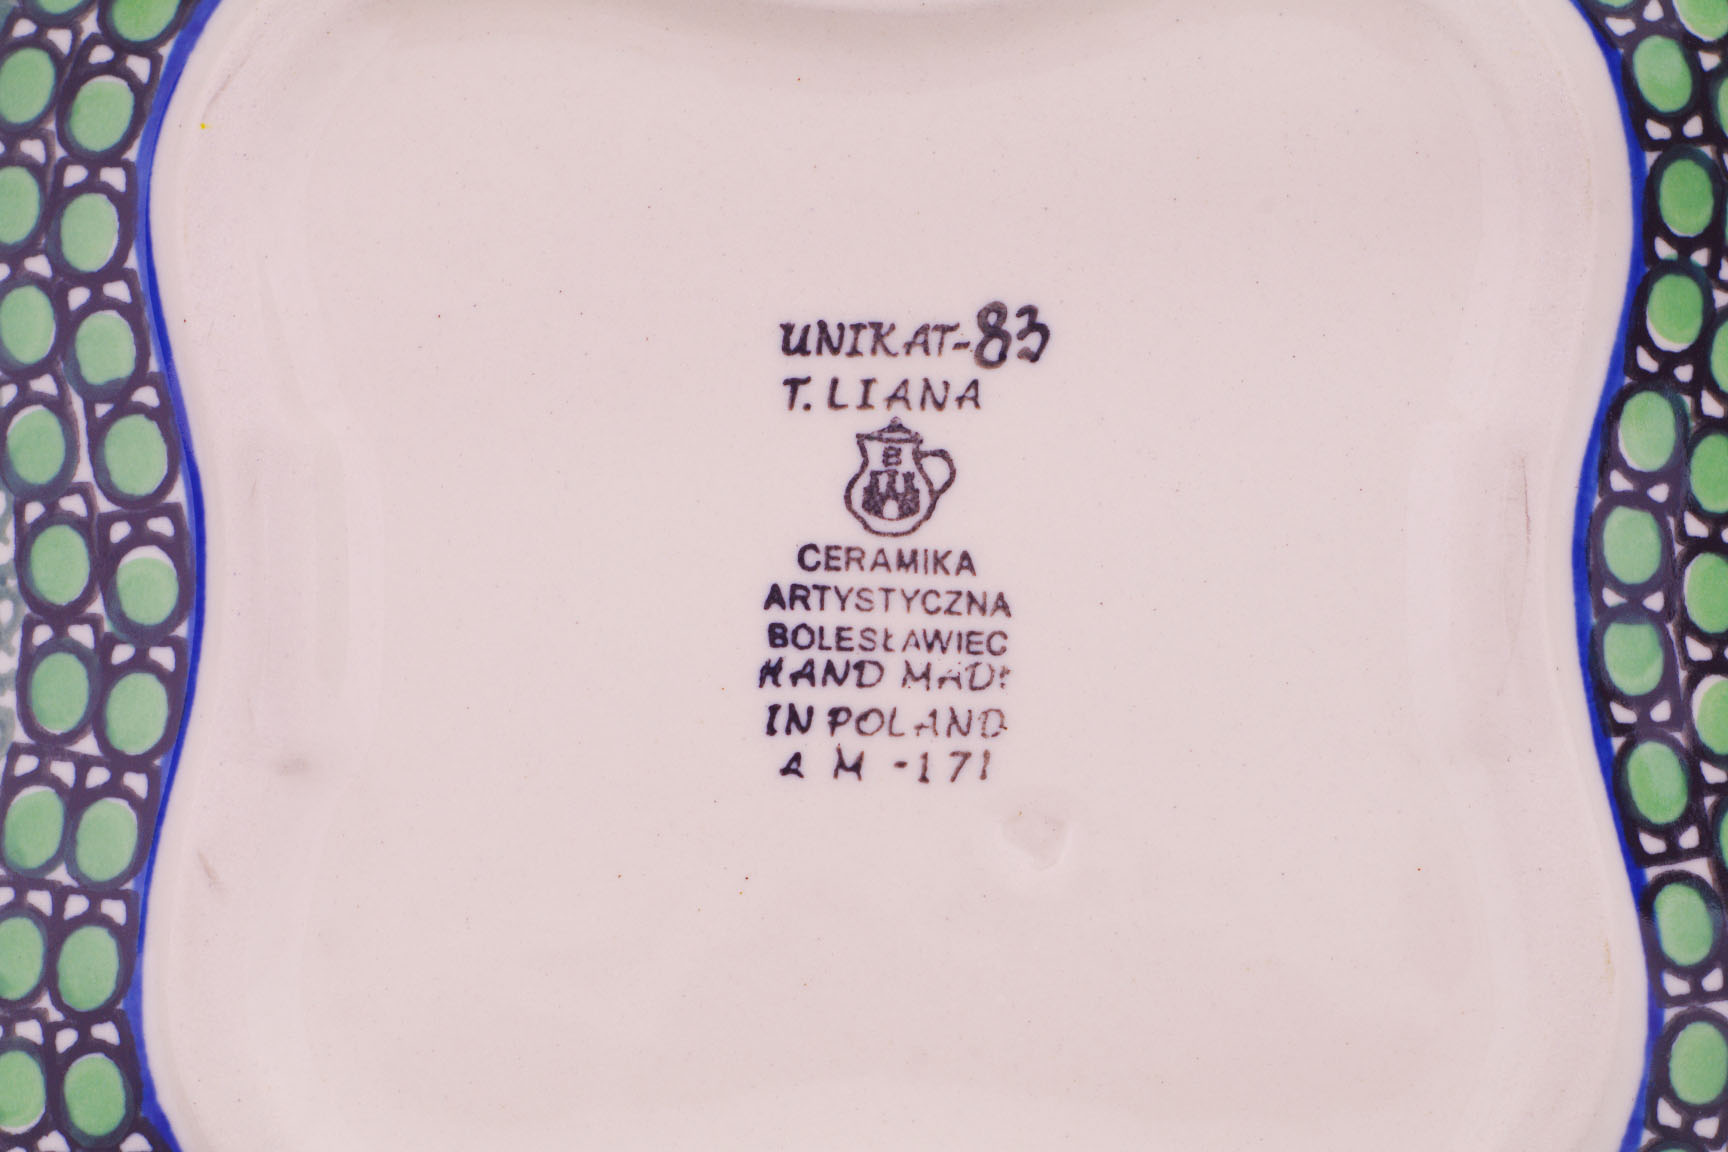 UNIKAT-83
T. LIANA
B
CERAMIKA
ARTYSTYCZNA
BOLESŁAWIEC
HAND MADE
IN POLAND
A M -171